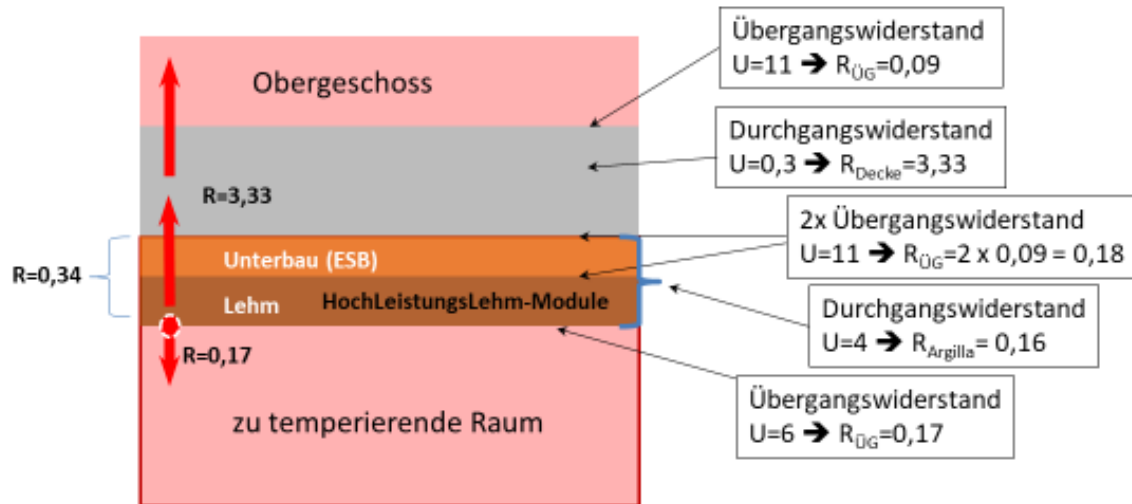 Übergangswiderstand
U=11 ➔ RÜG=0,09
Obergeschoss
Durchgangswiderstand
U=0,3 ➔ RDecke=3,33
R=3,33
2x Übergangswiderstand
U=11 ➔ RÜG=2 x 0,09 = 0,18
Unterbau (ESB)
R=0,34
Lehm HochLeistungsLehm-Module
Durchgangswiderstand
U=4 ➔ RArgilla= 0,16
R=0,17
Übergangswiderstand
U=6 ➔ RÜG=0,17
zu temperierende Raum